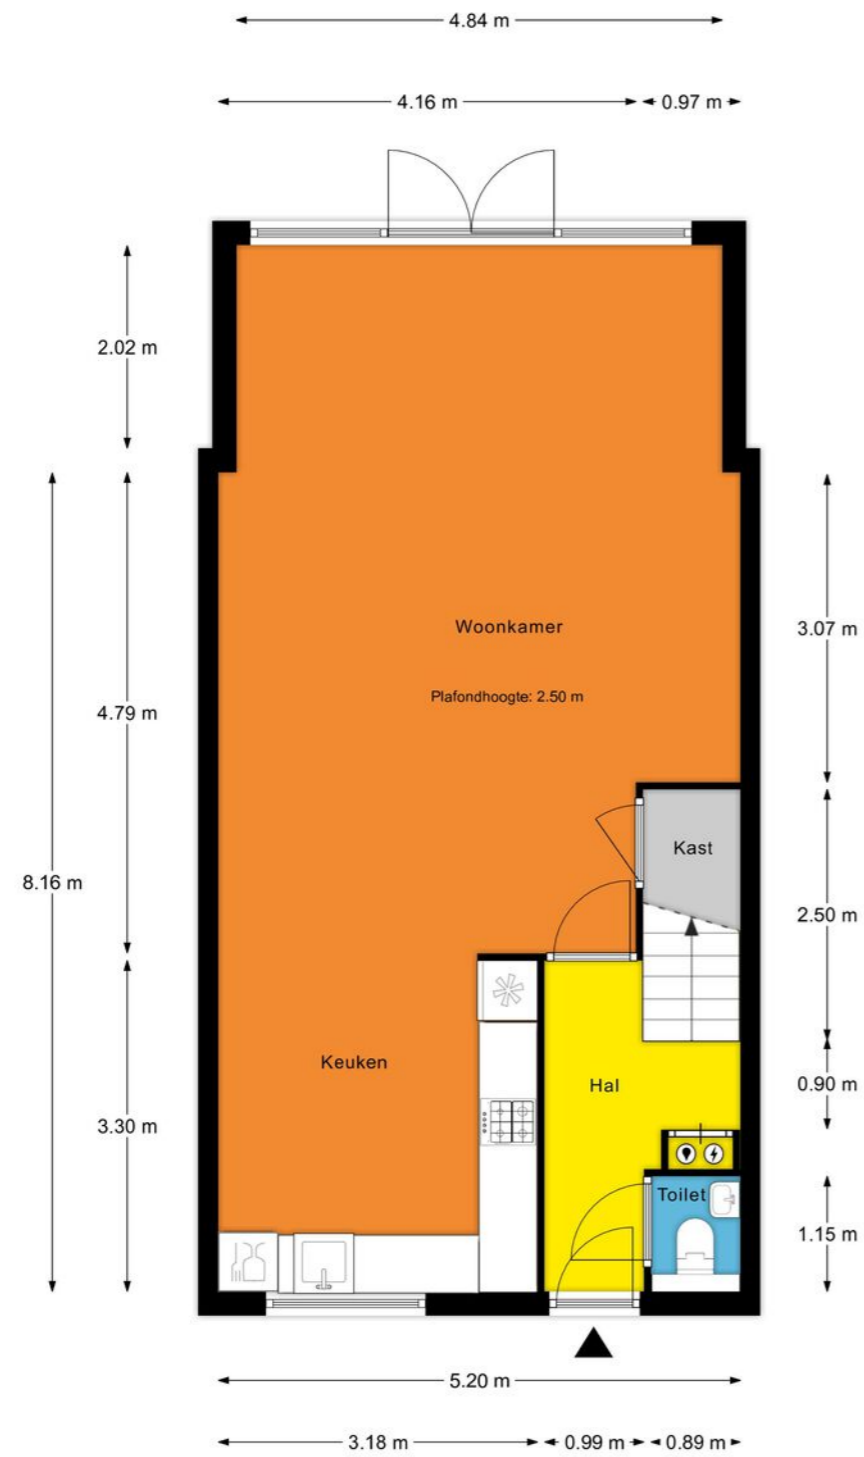 4.84 m
4.16 m
0.97 m
2.02 m
Woonkamer
3.07 m
Plafondhoogte: 2.50 m
4.79 m
Kast
8.16 m
2.50 m
Keuken
Hal
0.90 m
3.30 m
Toilet
1.15 m
5.20 m
3.18 m
0.99 m
0.89 m